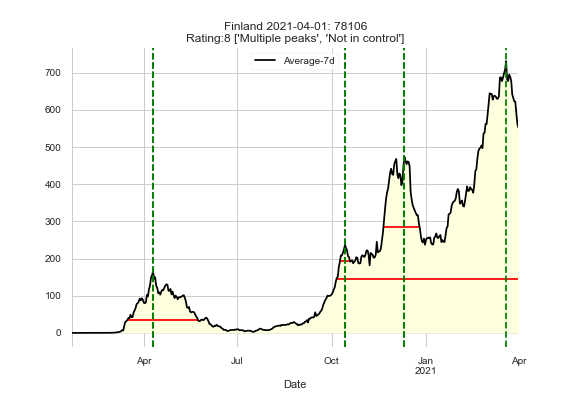 Finland 2021-04-01: 78106
Rating:8 ['Multiple peaks', 'Not in control']
Average-7d
700
600
500
400
300
200
100
0
Apr
Jul
Oct
Jan
2021
Apr
Date